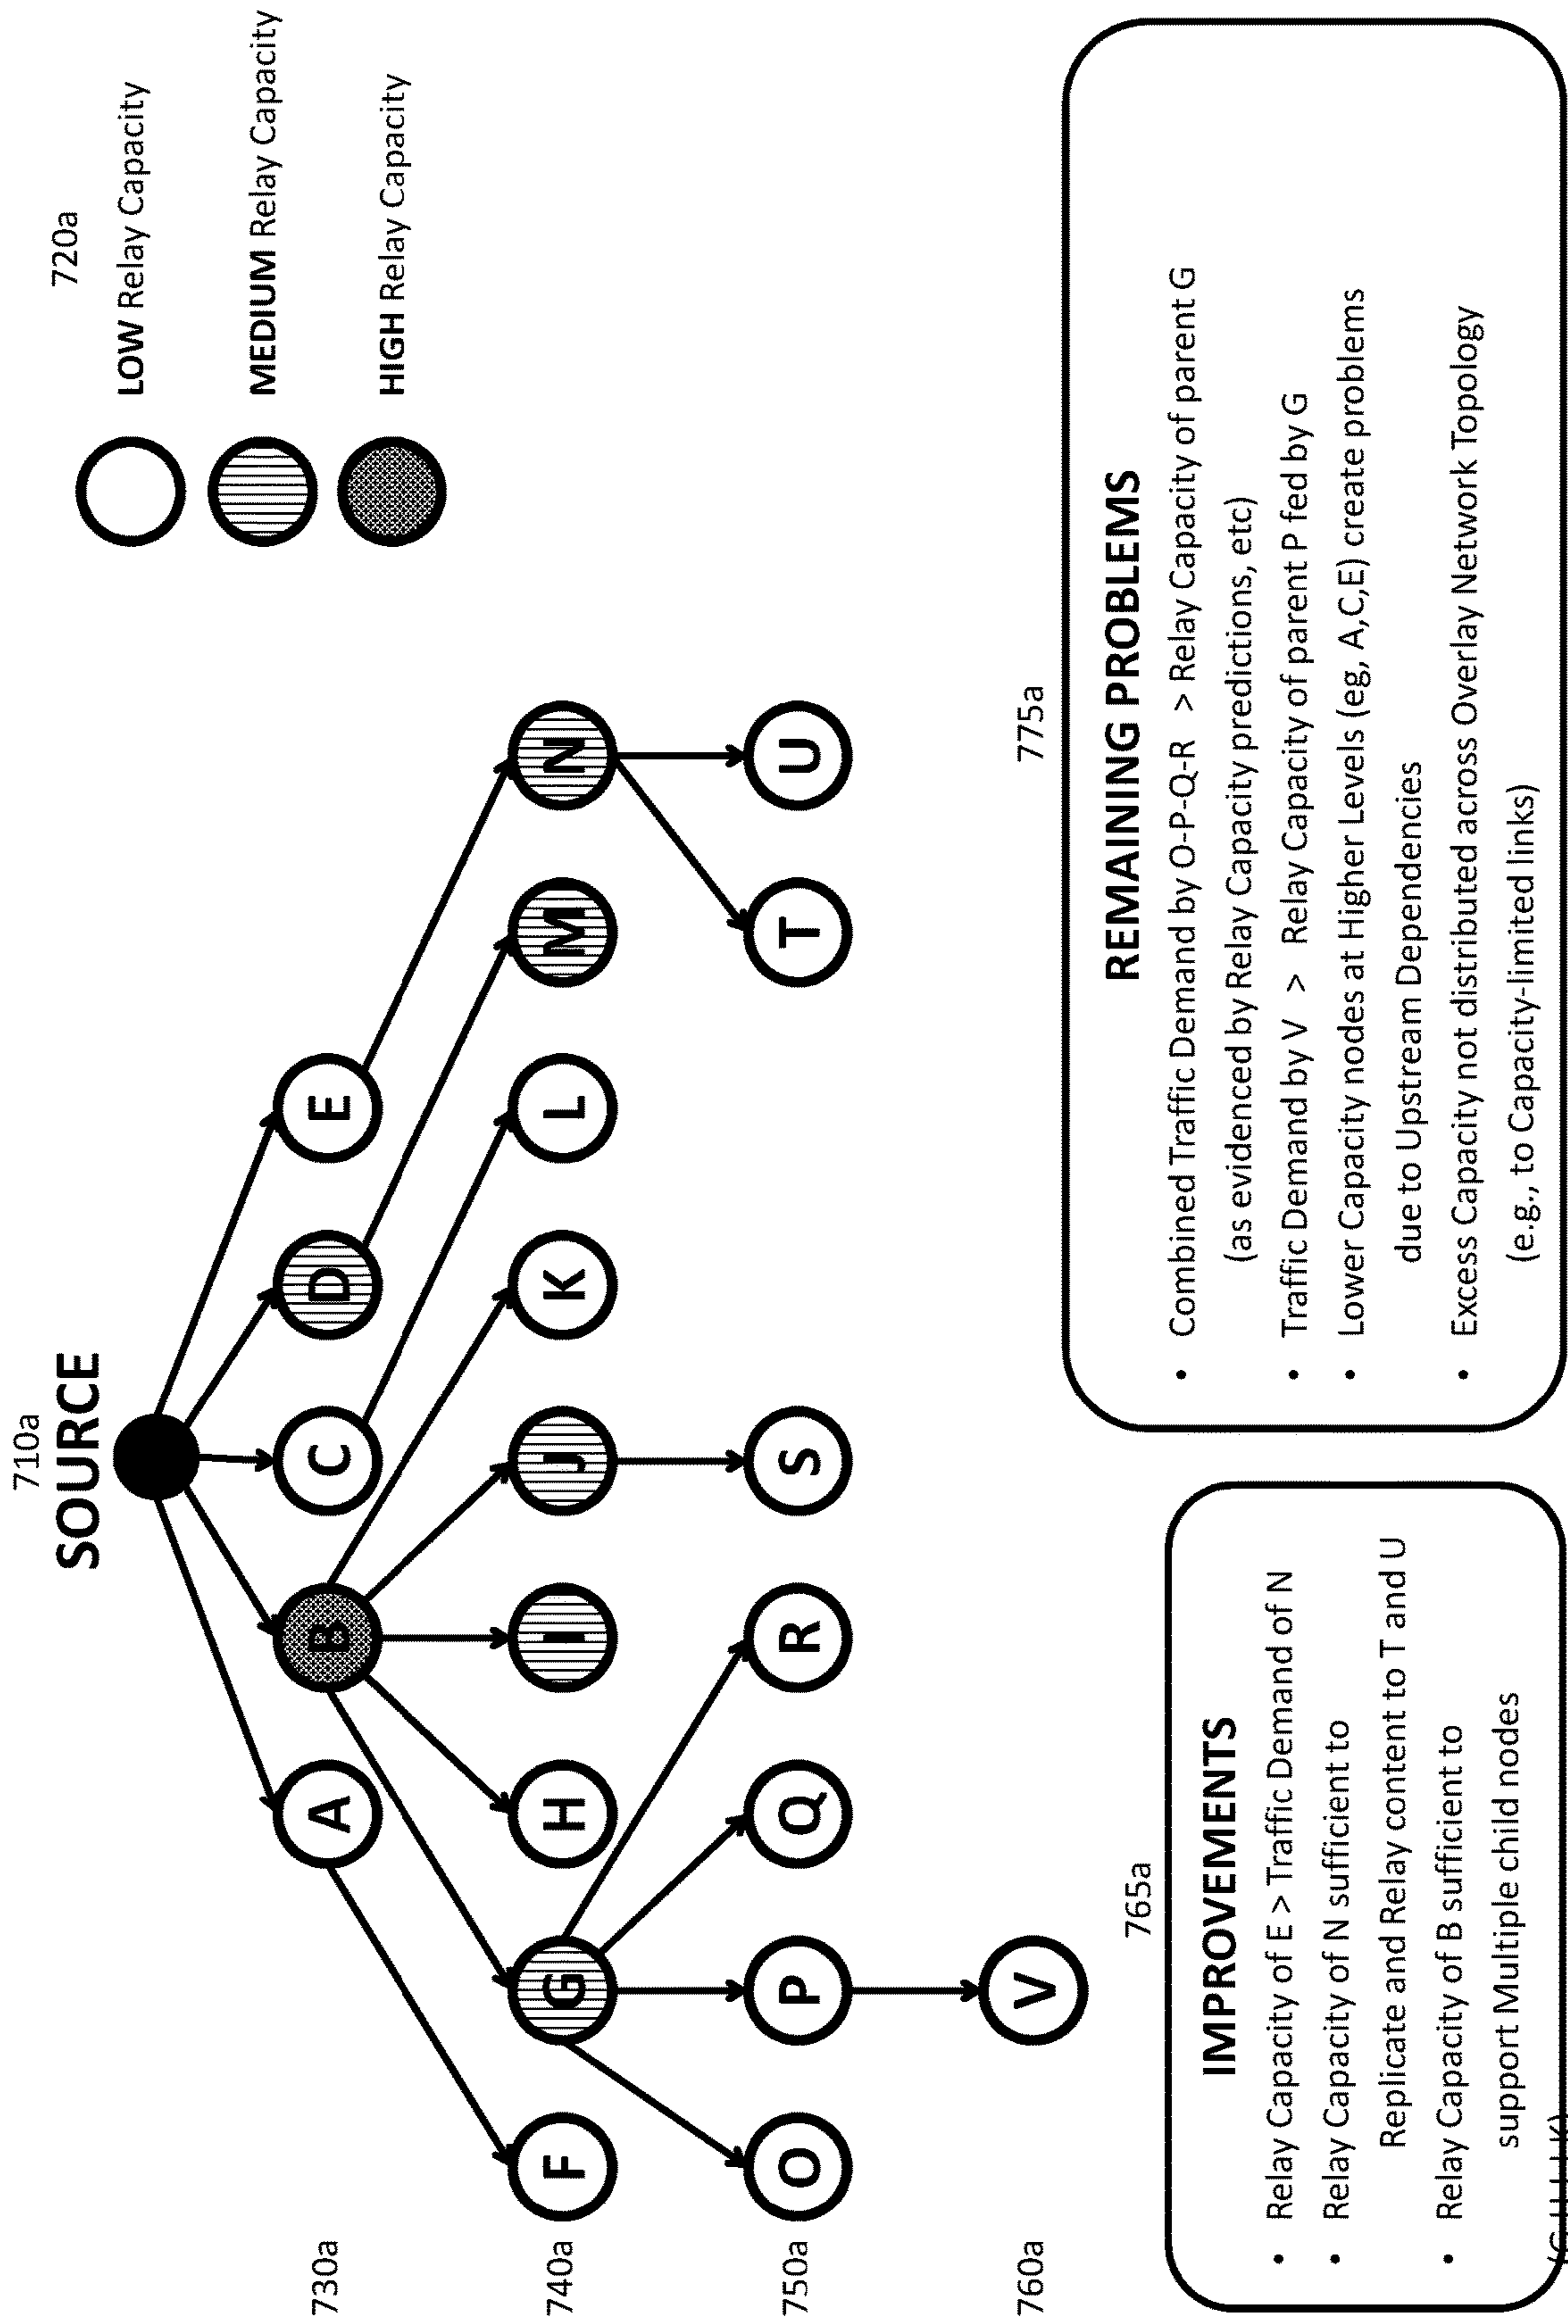 710a
SOURCE
720a
LOW Relay Capacity
MEDIUM Relay Capacity
HIGH Relay Capacity
730a
A
B
C
D
E
740a
F
G
H
I
J
K
L
M
N
750a
O
P
Q
R
S
T
U
760a
V
765a
IMPROVEMENTS
• Relay Capacity of E > Traffic Demand of N
• Relay Capacity of N sufficient to
Replicate and Relay content to T and U
• Relay Capacity of B sufficient to
support Multiple child nodes
775a
REMAINING PROBLEMS
• Combined Traffic Demand by O-P-Q-R > Relay Capacity of parent G
(as evidenced by Relay Capacity predictions, etc)
• Traffic Demand by V > Relay Capacity of parent P fed by G
• Lower Capacity nodes at Higher Levels (eg, A,C,E) create problems
due to Upstream Dependencies
• Excess Capacity not distributed across Overlay Network Topology
(e.g., to Capacity-limited links)